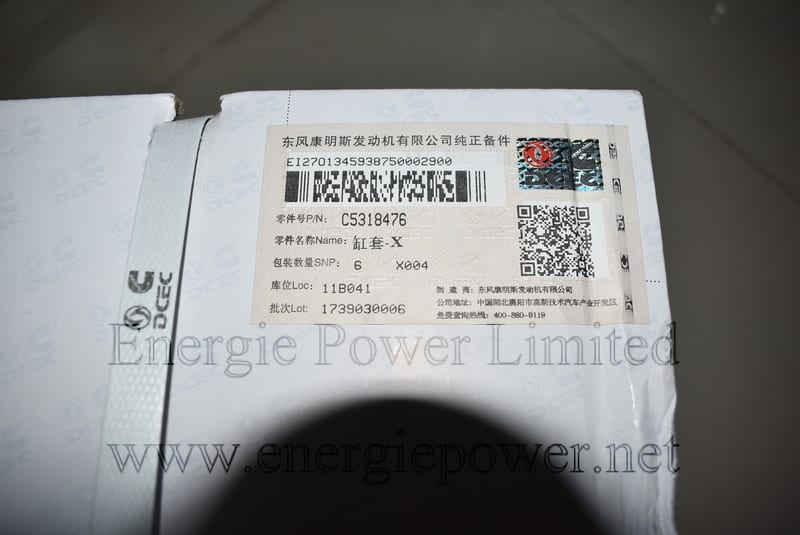 东风康明斯发动机有限公司纯正备件
EI2701345938750002900
零件号P/N: C5318476
零件名称Name: 缸套-X
包装数量SNP: 6 X004
库位Loc: 11B041
批次Lot: 1739030006
制 造 商: 东风康明斯发动机有限公司
公司地址: 中国湖北襄阳市高新技术汽车产业开发区
免费查询热线: 400-880-9119
DCEC
DCEC
Energie Power Limited
www.energiepower.net